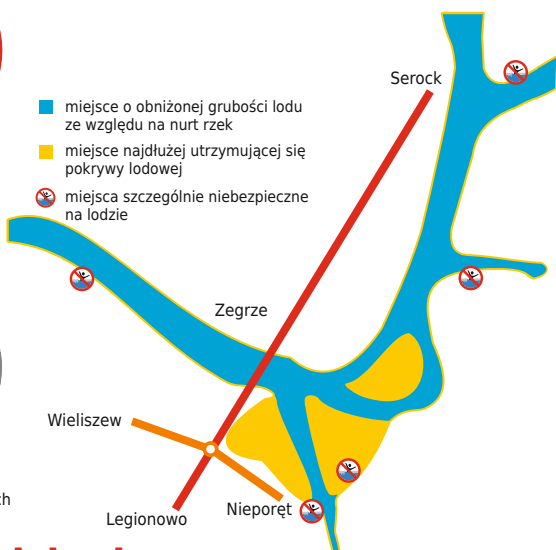 Serock
miejsce o obniżonej grubości lodu
ze względu na nurt rzek
miejsce najdłużej utrzymującej się
pokrywy lodowej
miejsca szczególnie niebezpieczne
na lodzie
Zegrze
Wieliszew
Nieporęt
Legionowo
ch